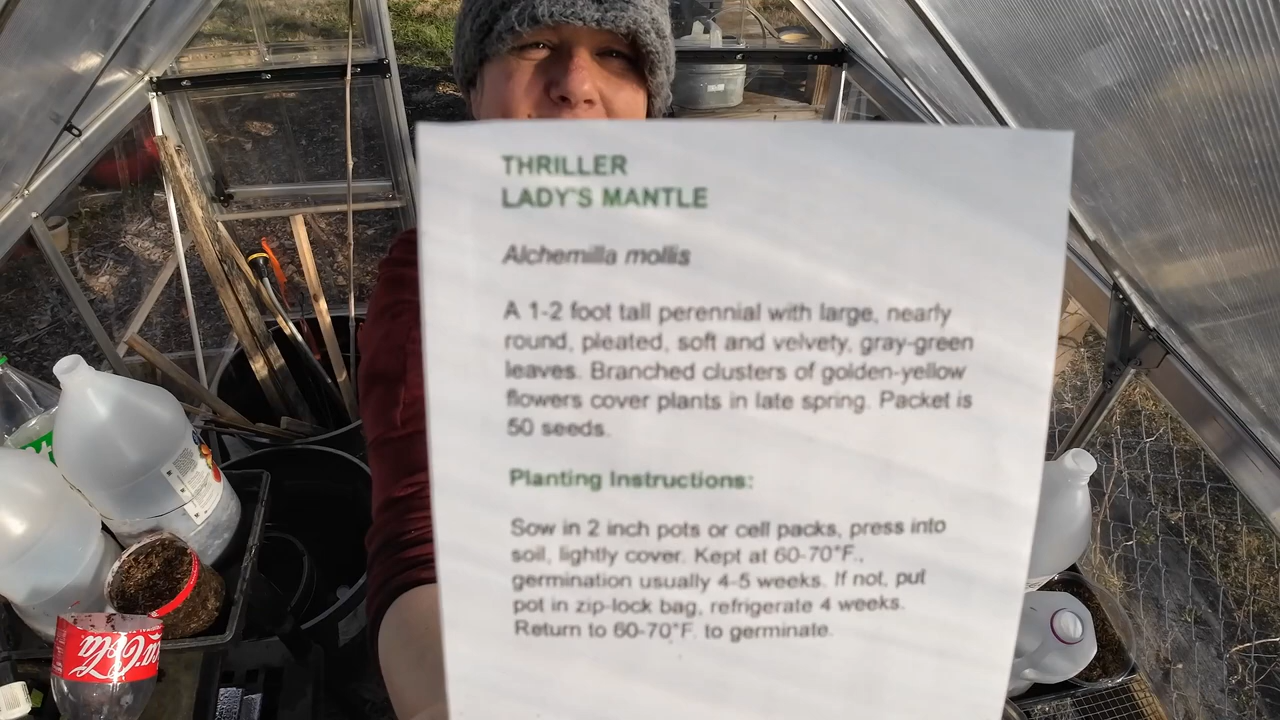 THRILLER
LADY'S MANTLE
Alchemilla mollis
A 1-2 foot tall perennial with large, nearly
round, pleated, soft and velvety, gray-green
leaves. Branched clusters of golden-yellow
flowers cover plants in late spring. Packet is
50 seeds.
Planting Instructions:
Sow in 2 inch pots or cell packs, press into
soil, lightly cover. Kept at 60-70°F.,
germination usually 4-5 weeks. If not, put
pot in zip-lock bag, refrigerate 4 weeks.
Return to 60-70°F. to germinate.
Coca-Cola